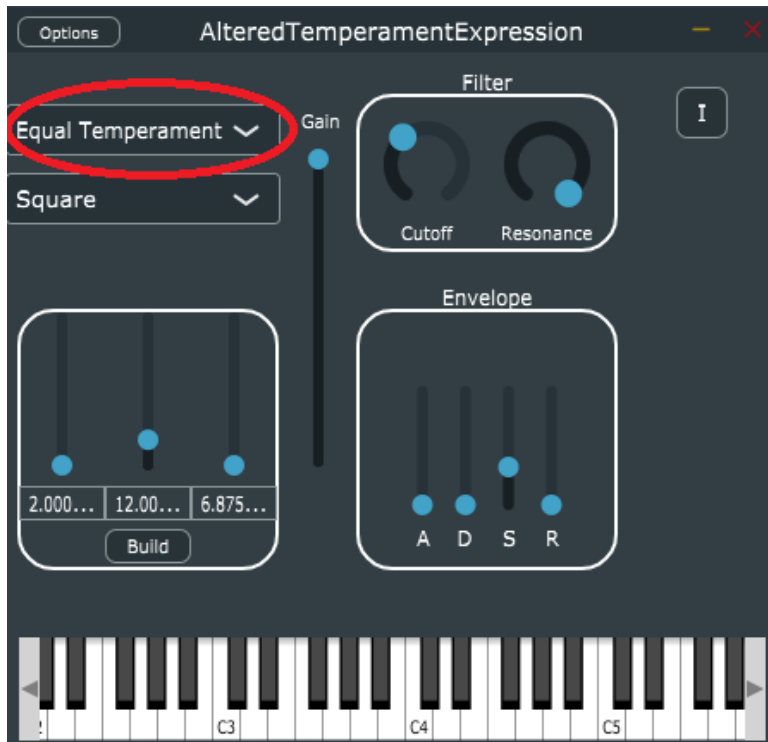 Options
AlteredTemperamentExpression
Filter
Equal Temperament
Gain
I
Square
Cutoff
Resonance
Envelope
2.000...
12.00...
6.875...
Build
A D S R
C3
C4
C5